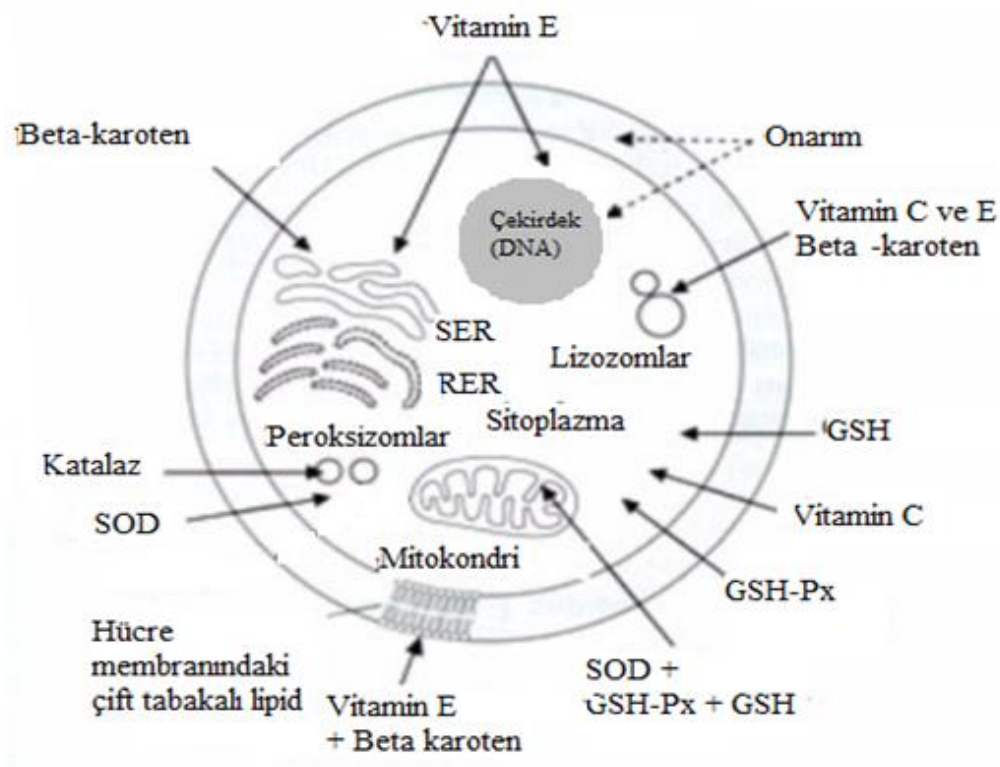 Vitamin E
Beta-karoten
Onarım
Çekirdek
(DNA)
Vitamin C ve E
Beta -karoten
SER
Lizozomlar
RER
Sitoplazma
Peroksizomlar
GSH
Katalaz
SOD
Vitamin C
Mitokondri
GSH-Px
Hücre
membranındaki
çift tabakalı lipid
Vitamin E
+ Beta karoten
SOD +
GSH-Px + GSH